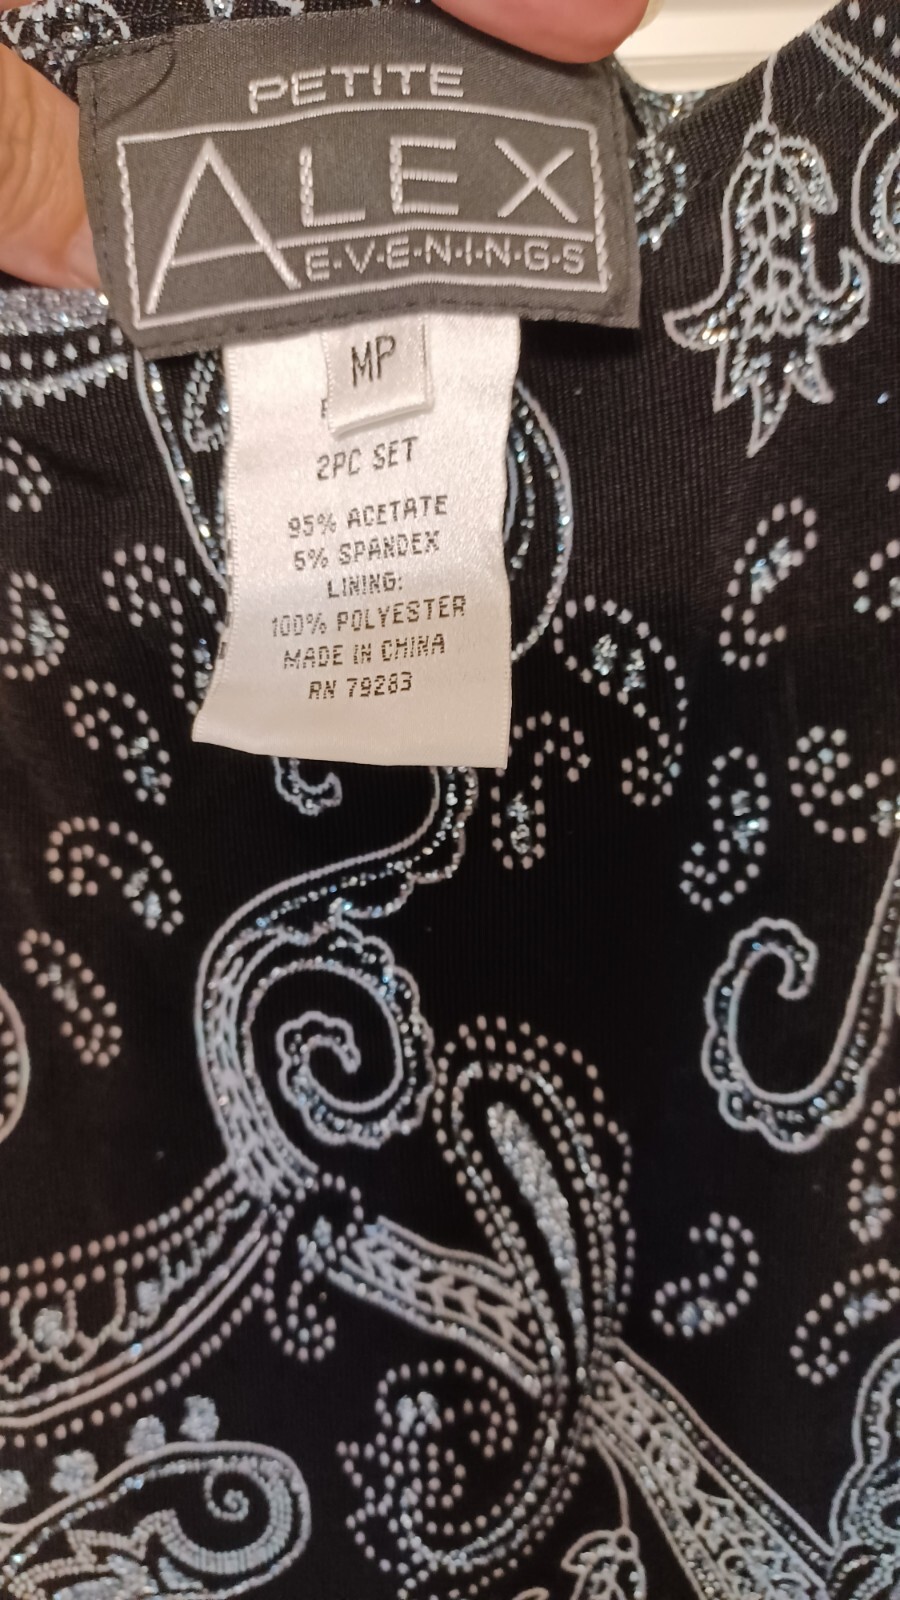 PETITE
ALEX
E·V·E·N·I·N·G·S
MP
2PC SET
95% ACETATE
5% SPANDEX
LINING:
100% POLYESTER
MADE IN CHINA
RN 79283